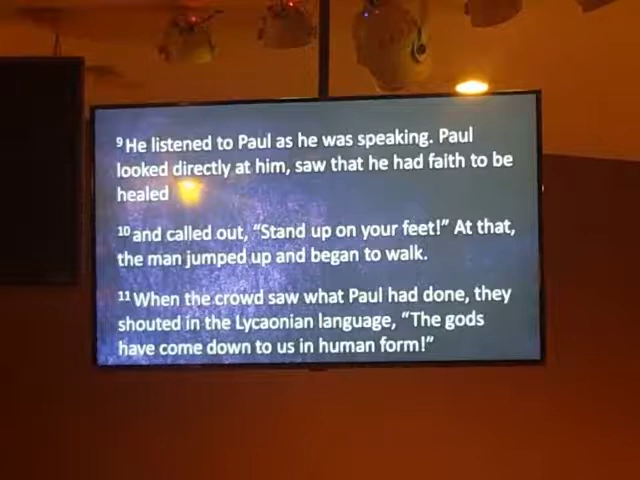 ⁹ He listened to Paul as he was speaking. Paul
looked directly at him, saw that he had faith to be
healed
¹⁰ and called out, “Stand up on your feet!” At that,
the man jumped up and began to walk.
¹¹ When the crowd saw what Paul had done, they
shouted in the Lycaonian language, “The gods
have come down to us in human form!”